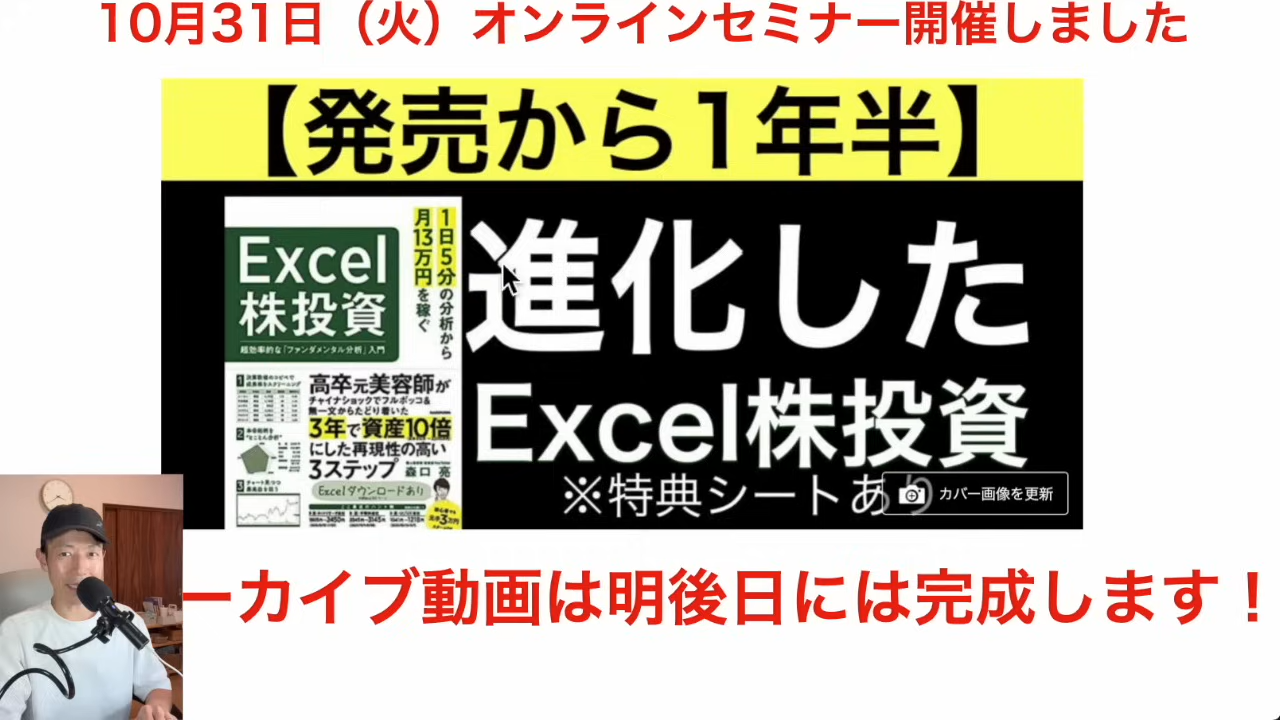 10月31日（火）オンラインセミナー開催しました
【発売から1年半】
進化した
Excel株投資
※特典シートあり
カバー画像を更新
1日5分の分析から
月13万円を稼ぐ
Excel
株投資
超効率的な「ファンダメンタル分析」入門
高卒元美容師が
チャイナショックでフルボッコ&
無一文からたどり着いた
3年で資産10倍
にした再現性の高い
3ステップ
森口 亮
Excelダウンロードあり
ーカイブ動画は明後日には完成します！